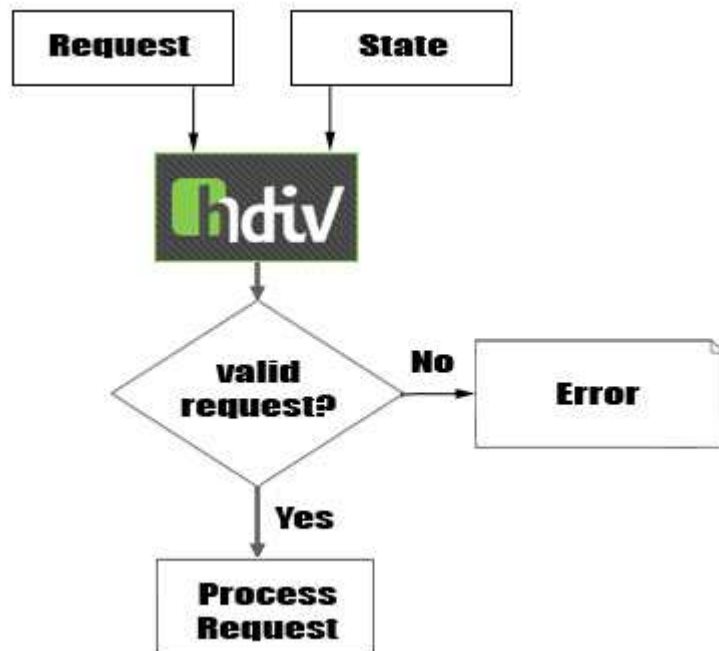 Request
State
hdiv
valid
request?
No
Error
Yes
Process
Request